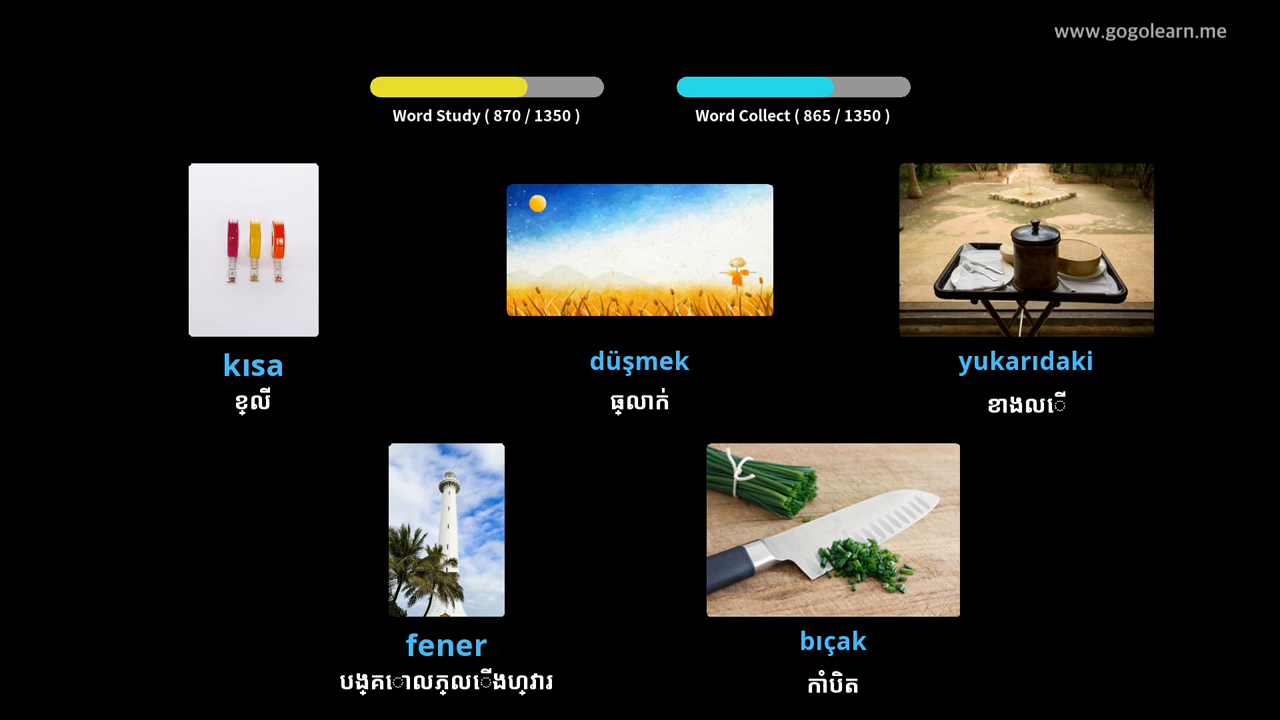 www.gogolearn.me
Word Study ( 870 / 1350 )
Word Collect ( 865 / 1350 )
kısa
ខ្លី
düşmek
ធ្លាក់
yukarıdaki
ខាងលើ
fener
បង្គោលភ្លើងហ្វារ
bıçak
កាំបិត